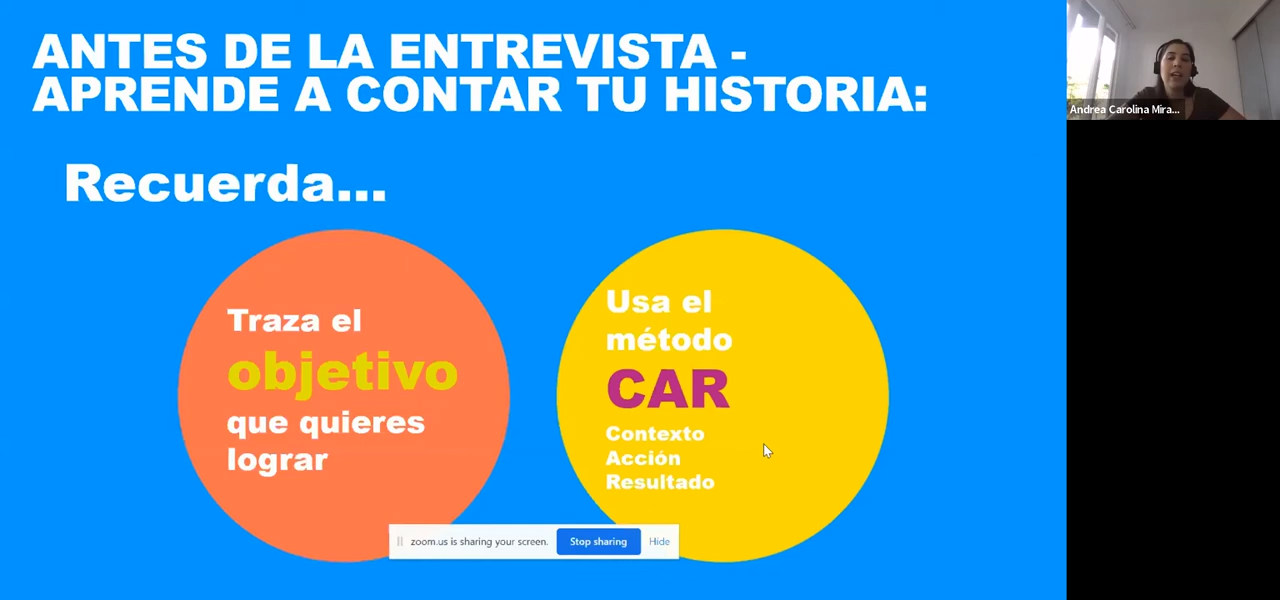 ANTES DE LA ENTREVISTA -
APRENDE A CONTAR TU HISTORIA:
Recuerda...
Traza el
objetivo
que quieres
lograr
Usa el
método
CAR
Contexto
Acción
Resultado
zoom.us is sharing your screen. Stop sharing Hide
Andrea Carolina Mira...